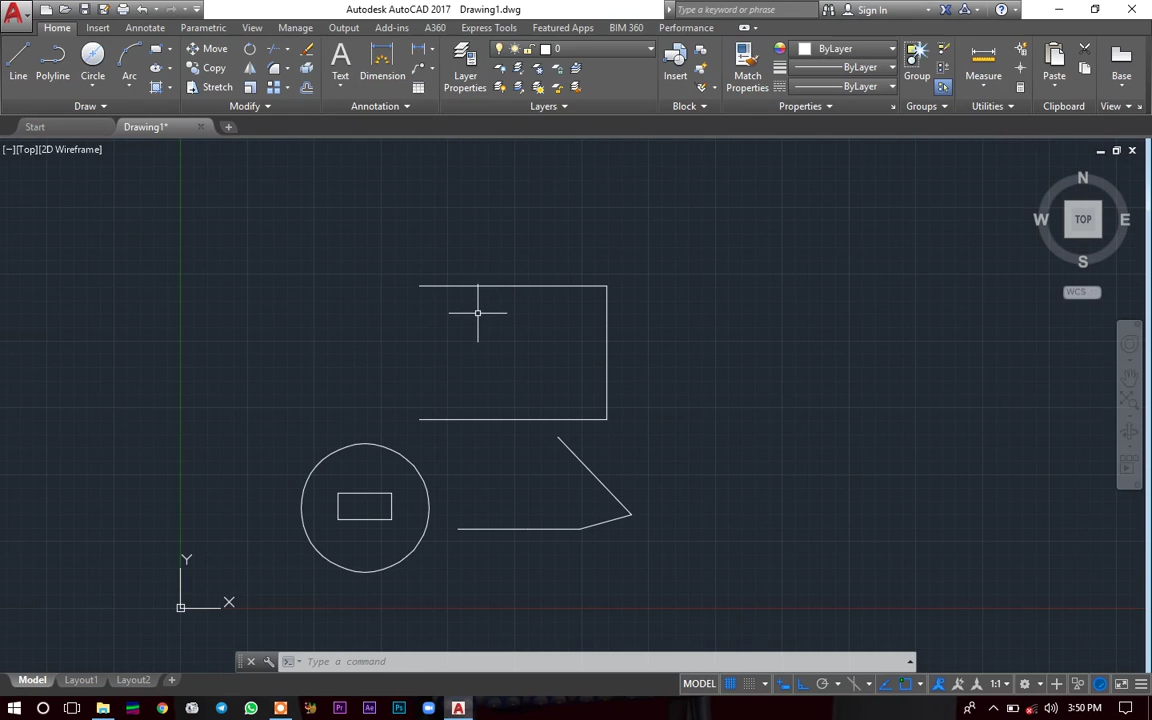 Autodesk AutoCAD 2017 Drawing1.dwg
Type a keyword or phrase
Sign In
Home Insert Annotate Parametric View Manage Output Add-ins A360 Express Tools Featured Apps BIM 360 Performance
Line Polyline Circle Arc
Move
Copy
Stretch
Text Dimension
Layer
Properties
0
Insert
Match
Properties
ByLayer
ByLayer
ByLayer
Group
Measure
Paste
Base
Draw Modify Annotation Layers Block Properties Groups Utilities Clipboard View
Start Drawing1*
[−][Top][2D Wireframe]
N
W TOP E
S
WCS
Y
X
Type a command
Model Layout1 Layout2
MODEL
1:1
Pr Ae Ps
3:50 PM